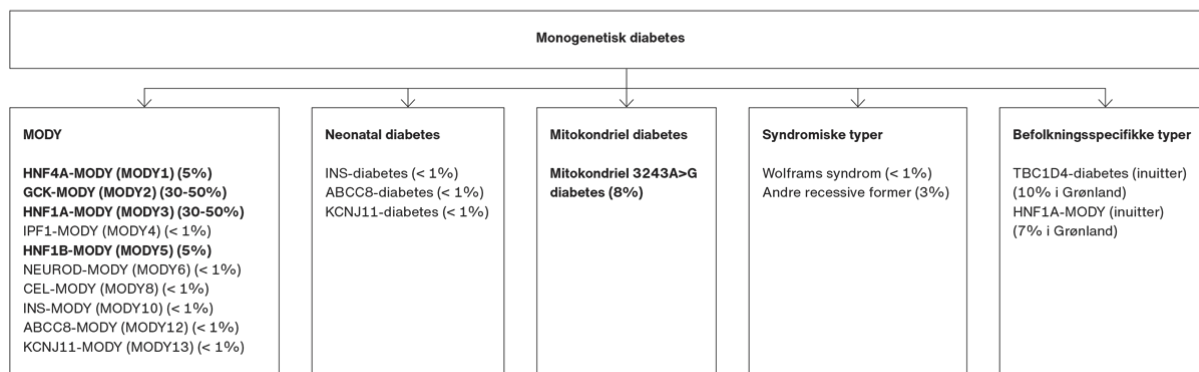 Monogenetisk diabetes
MODY
HNF4A-MODY (MODY1) (5%)
GCK-MODY (MODY2) (30-50%)
HNF1A-MODY (MODY3) (30-50%)
IPF1-MODY (MODY4) (< 1%)
HNF1B-MODY (MODY5) (5%)
NEUROD-MODY (MODY6) (< 1%)
CEL-MODY (MODY8) (< 1%)
INS-MODY (MODY10) (< 1%)
ABCC8-MODY (MODY12) (< 1%)
KCNJ11-MODY (MODY13) (< 1%)
Neonatal diabetes
INS-diabetes (< 1%)
ABCC8-diabetes (< 1%)
KCNJ11-diabetes (< 1%)
Mitokondriel diabetes
Mitokondriel 3243A>G
diabetes (8%)
Syndromiske typer
Wolframs syndrom (< 1%)
Andre recessive former (3%)
Befolkningsspecifikke typer
TBC1D4-diabetes (inuitter)
(10% i Grønland)
HNF1A-MODY (inuitter)
(7% i Grønland)